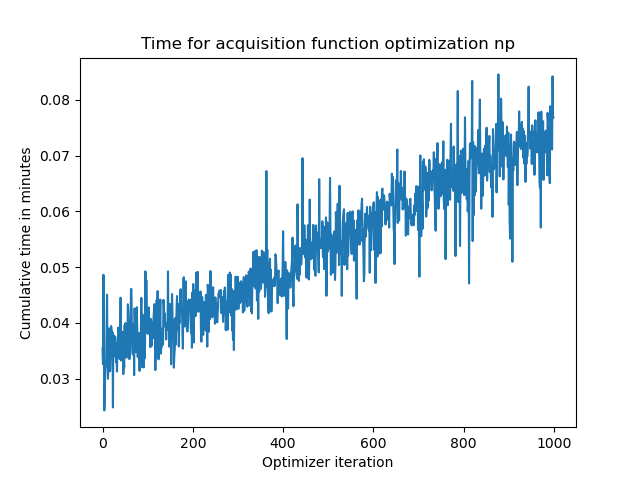 Time for acquisition function optimization np
Cumulative time in minutes
0.08
0.07
0.06
0.05
0.04
0.03
0 200 400 600 800 1000
Optimizer iteration